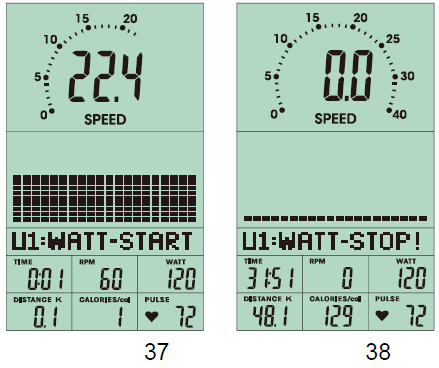 15 20
10
22.4
5
0
SPEED
U1:WATT-START
TIME RPM WATT
0:01 60 120
DISTANCE K CALORIES/cal PULSE
0.1 1 72
37
15 20
10 25
0.0
5 30
0 40
SPEED
U1:WATT-STOP!
TIME RPM WATT
31:51 0 120
DISTANCE K CALORIES/cal PULSE
48.1 129 72
38